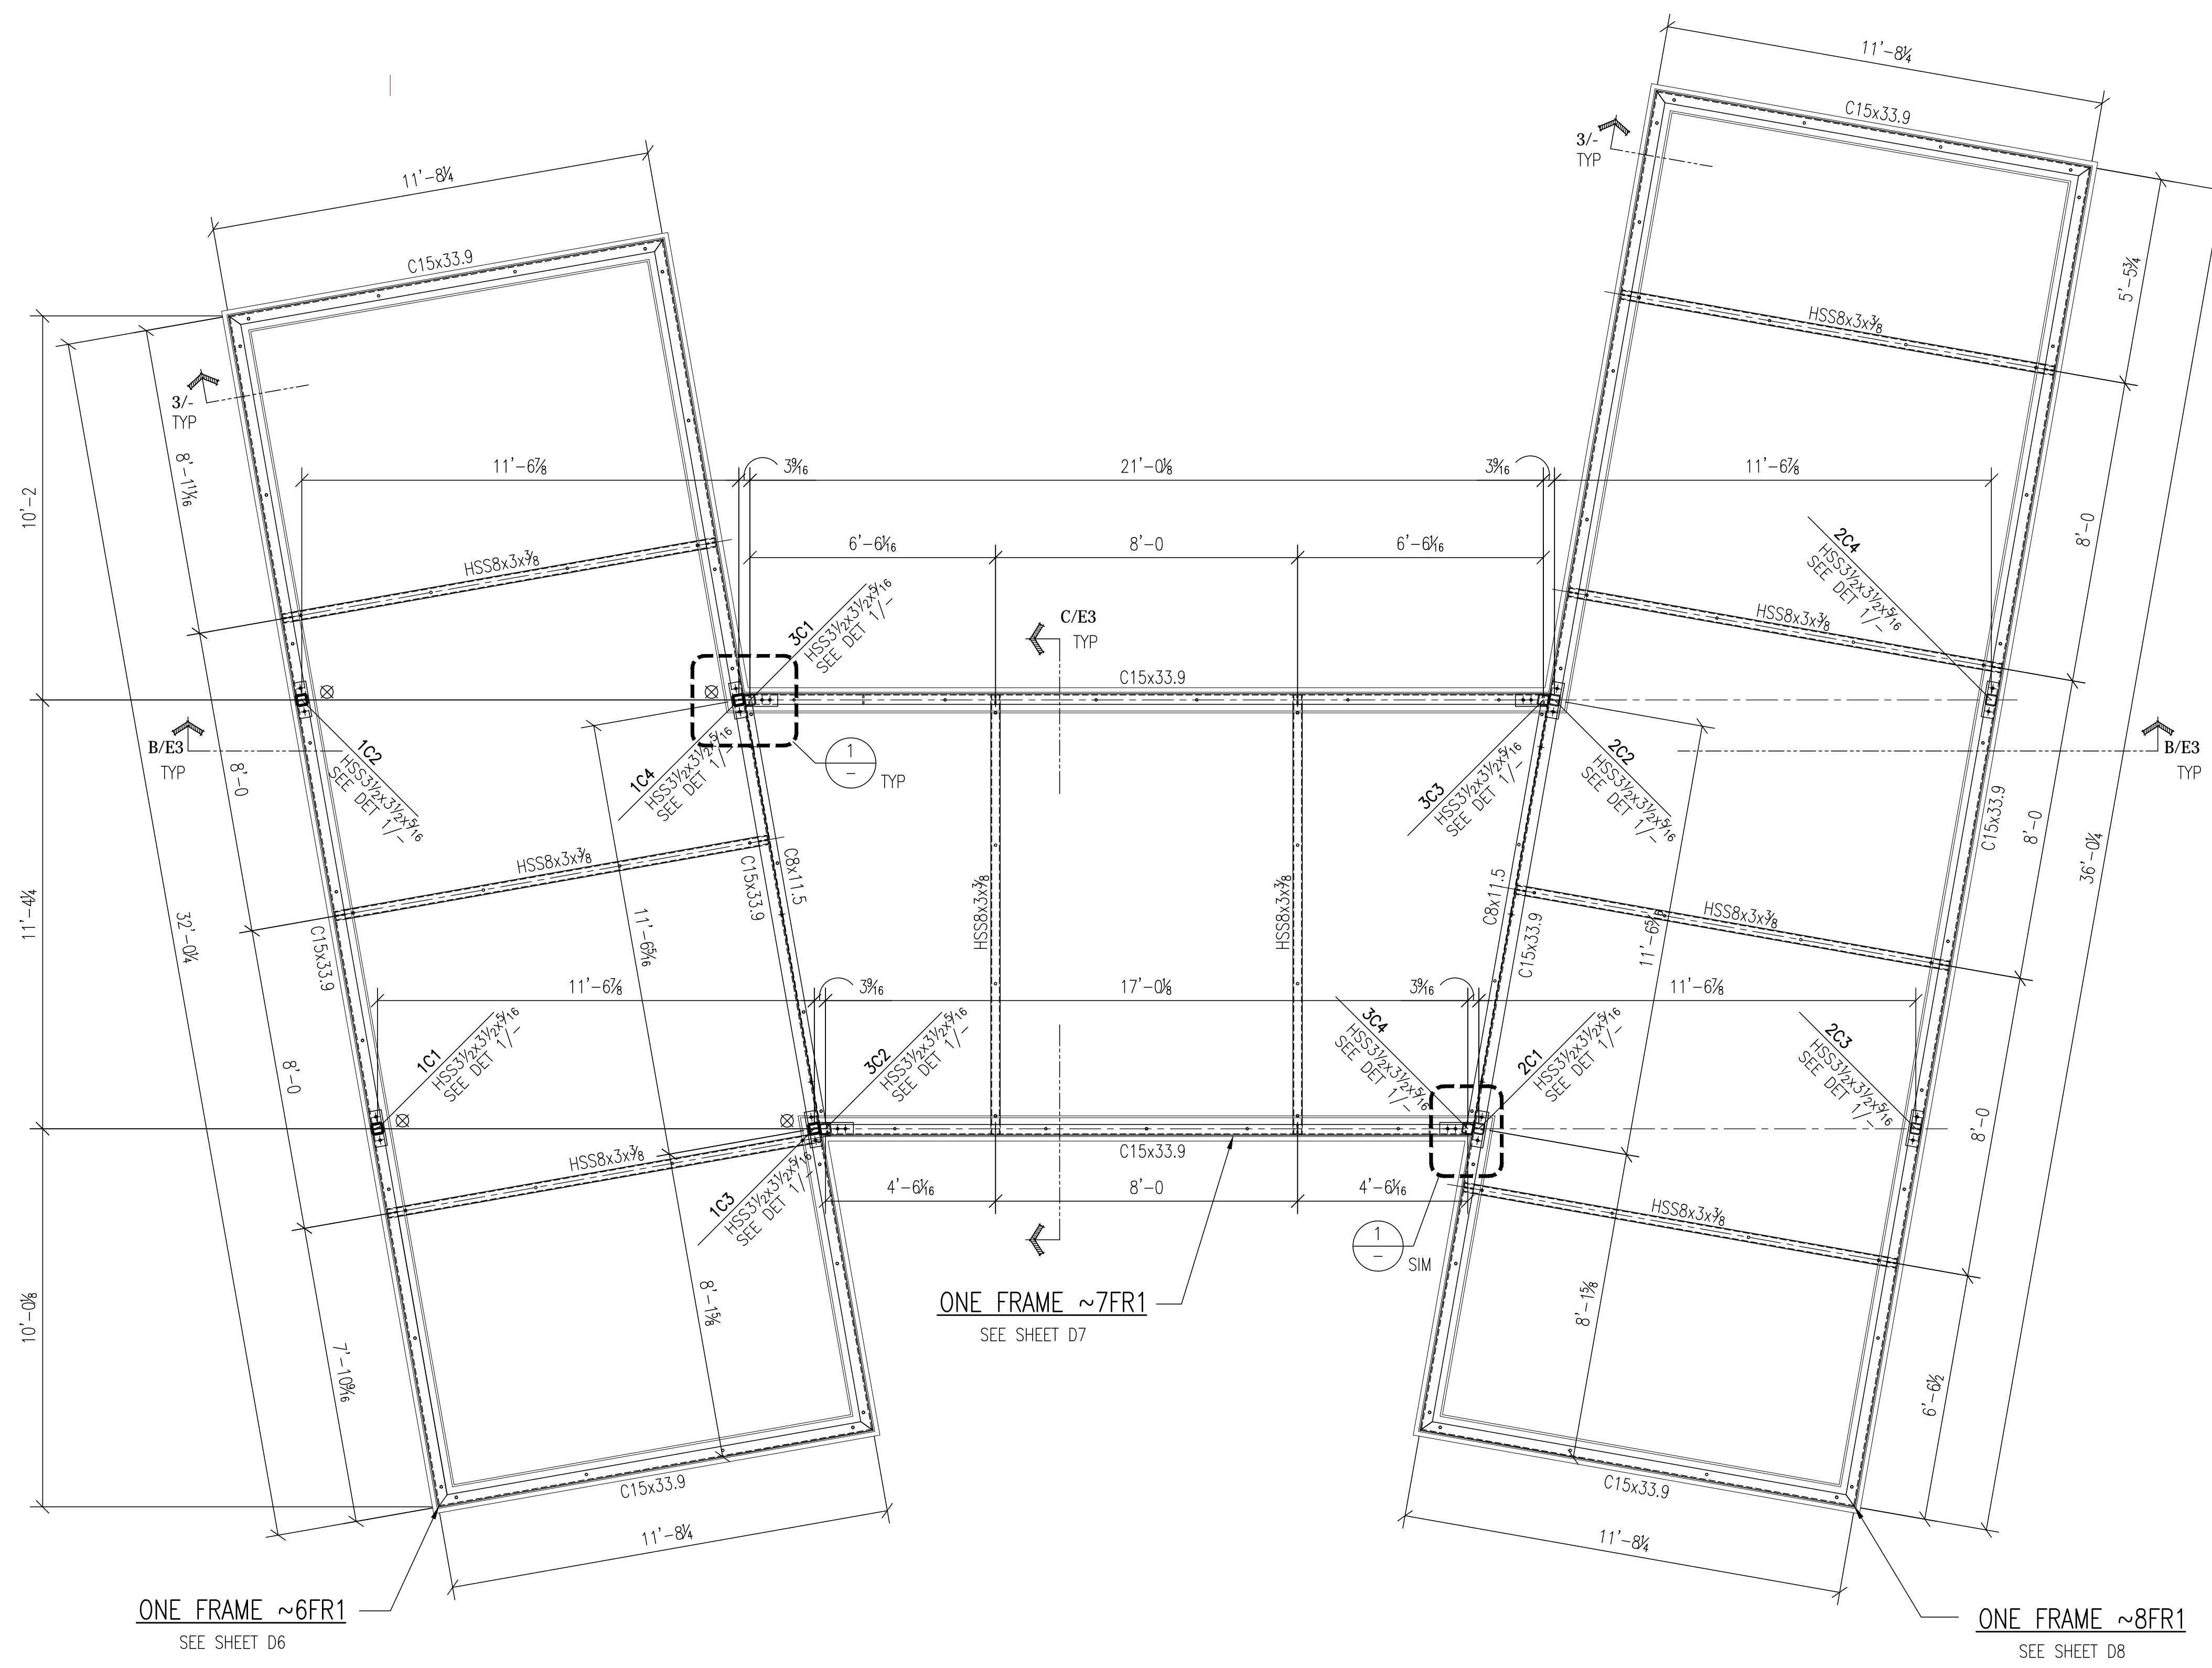 11'-8¼
C15x33.9
3/-
TYP
11'-8¼
C15x33.9
5'-5¾
HSS8x3x⅜
3/-
TYP
8'-1¹¹⁄₁₆
10'-2
11'-6⅞
3⁹⁄₁₆
21'-0⅛
3⁹⁄₁₆
11'-6⅞
8'-0
2C4
HSS3½x3½x⁵⁄₁₆
SEE DET 1/-
HSS8x3x⅜
6'-6¹⁄₁₆
8'-0
6'-6¹⁄₁₆
HSS8x3x⅜
3C1
HSS3½x3½x⁵⁄₁₆
SEE DET 1/-
C/E3
TYP
C15x33.9
B/E3
TYP
1C2
HSS3½x3½x⁵⁄₁₆
SEE DET 1/-
8'-0
1C4
HSS3½x3½x⁵⁄₁₆
SEE DET 1/-
1
-
TYP
3C3
HSS3½x3½x⁵⁄₁₆
SEE DET 1/-
2C2
HSS3½x3½x⁵⁄₁₆
SEE DET 1/-
B/E3
TYP
C15x33.9
8'-0
36'-0¼
HSS8x3x⅜
C15x33.9
C8x11.5
HSS8x3x⅜
HSS8x3x⅜
C8x11.5
C15x33.9
11'-6⁵⁄₁₆
HSS8x3x⅜
11'-4¼
32'-0¼
C15x33.9
11'-6⁵⁄₁₆
11'-6⅞
3⁹⁄₁₆
17'-0⅛
3⁹⁄₁₆
11'-6⅞
8'-0
1C1
HSS3½x3½x⁵⁄₁₆
SEE DET 1/-
3C2
HSS3½x3½x⁵⁄₁₆
SEE DET 1/-
3C4
HSS3½x3½x⁵⁄₁₆
SEE DET 1/-
2C1
HSS3½x3½x⁵⁄₁₆
SEE DET 1/-
2C3
HSS3½x3½x⁵⁄₁₆
SEE DET 1/-
8'-0
HSS8x3x⅜
1C3
HSS3½x3½x⁵⁄₁₆
SEE DET 1/-
C15x33.9
4'-6¹⁄₁₆
8'-0
4'-6¹⁄₁₆
HSS8x3x⅜
1
-
SIM
10'-0⅛
7'-10⁹⁄₁₆
8'-1⅝
ONE FRAME ~7FR1
SEE SHEET D7
8'-1⅝
6'-6½
C15x33.9
C15x33.9
11'-8¼
11'-8¼
ONE FRAME ~6FR1
SEE SHEET D6
ONE FRAME ~8FR1
SEE SHEET D8